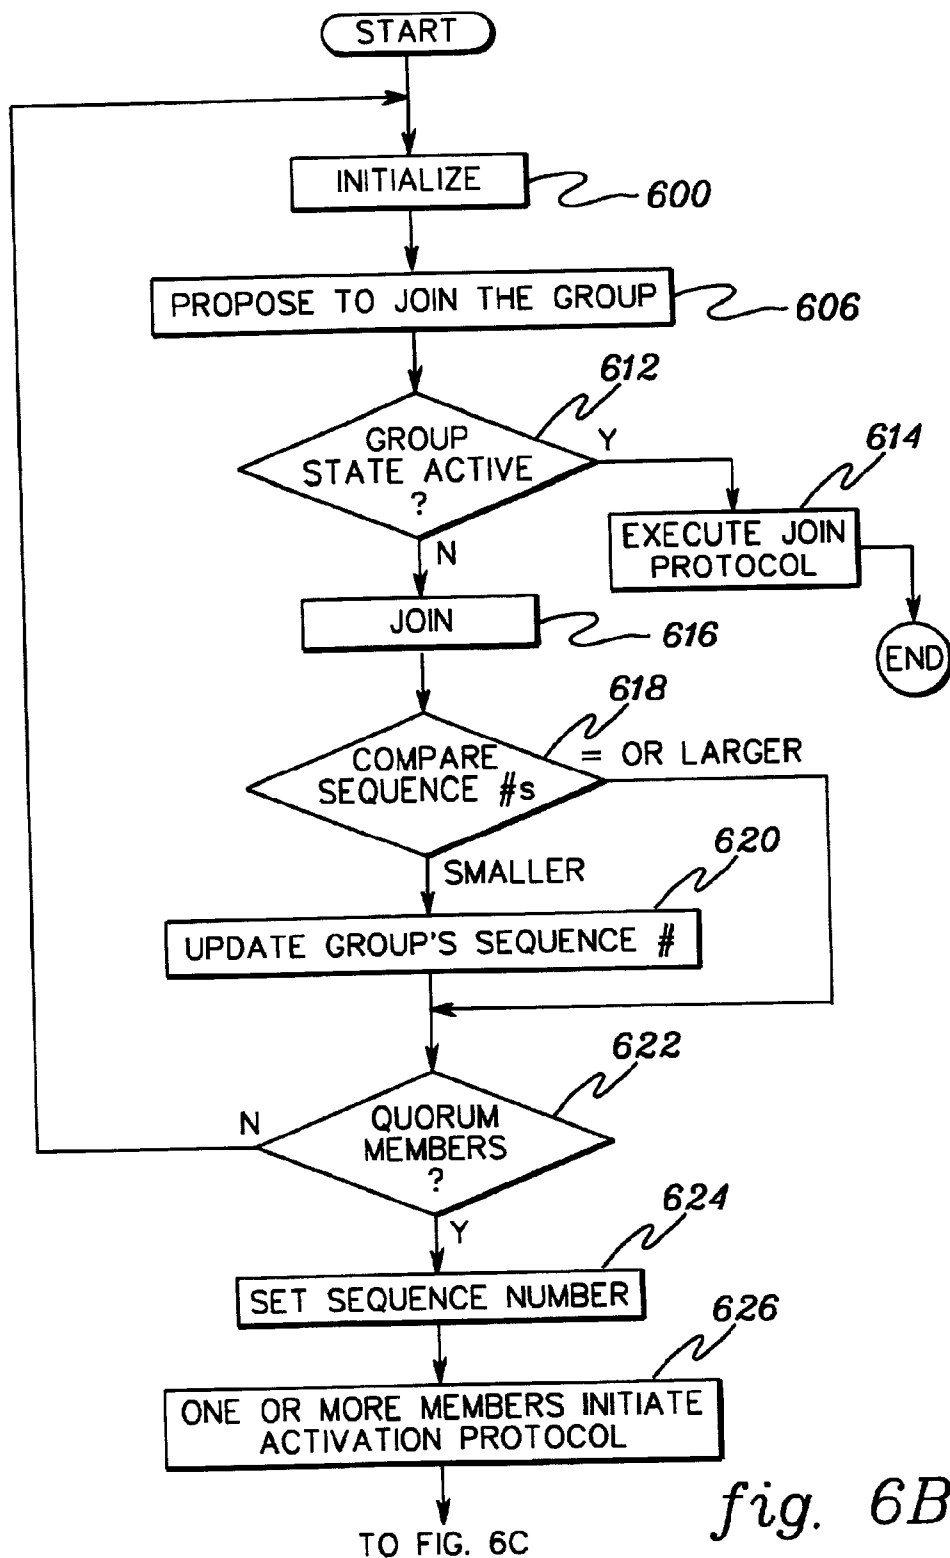 START
INITIALIZE
600
PROPOSE TO JOIN THE GROUP
606
612
GROUP
STATE ACTIVE
?
Y
N
614
EXECUTE JOIN
PROTOCOL
END
JOIN
616
618
COMPARE
SEQUENCE #s
= OR LARGER
SMALLER
620
UPDATE GROUP'S SEQUENCE #
622
QUORUM
MEMBERS
?
N
Y
624
SET SEQUENCE NUMBER
626
ONE OR MORE MEMBERS INITIATE
ACTIVATION PROTOCOL
TO FIG. 6C
fig. 6B